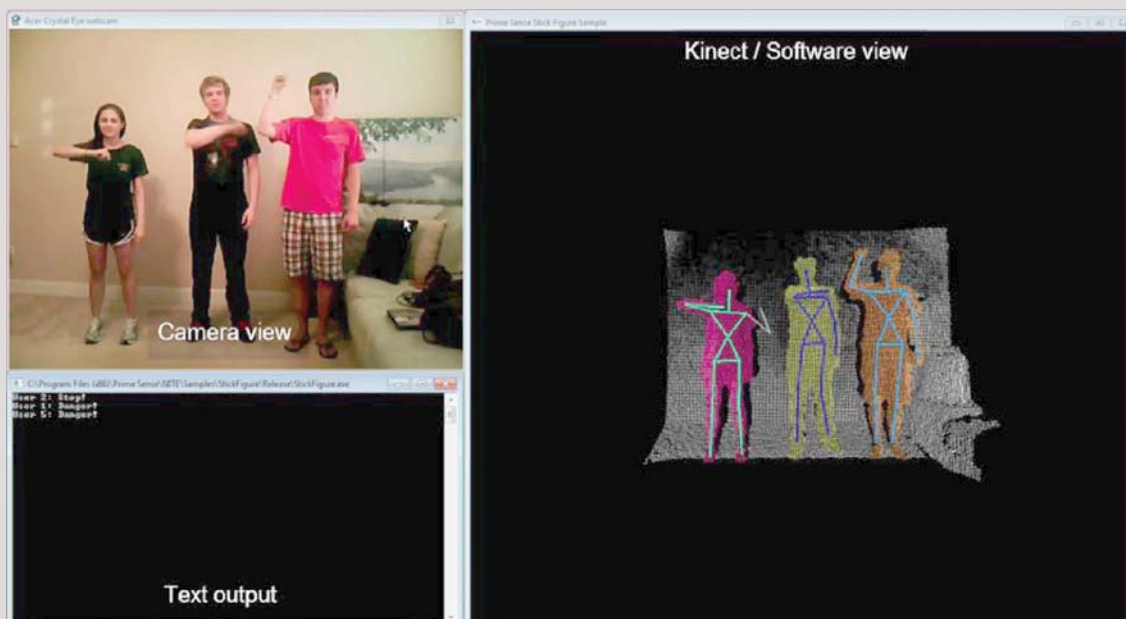 Acer Crystal Eye webcam
Prime Sense Stick Figure Sample
Kinect / Software view
Camera view
C:\Program Files (x86)\Prime Sense\NITE\Samples\StickFigure\Release\StickFigure.exe
User 2: Stop!
User 1: Danger!
User 5: Danger!
Text output